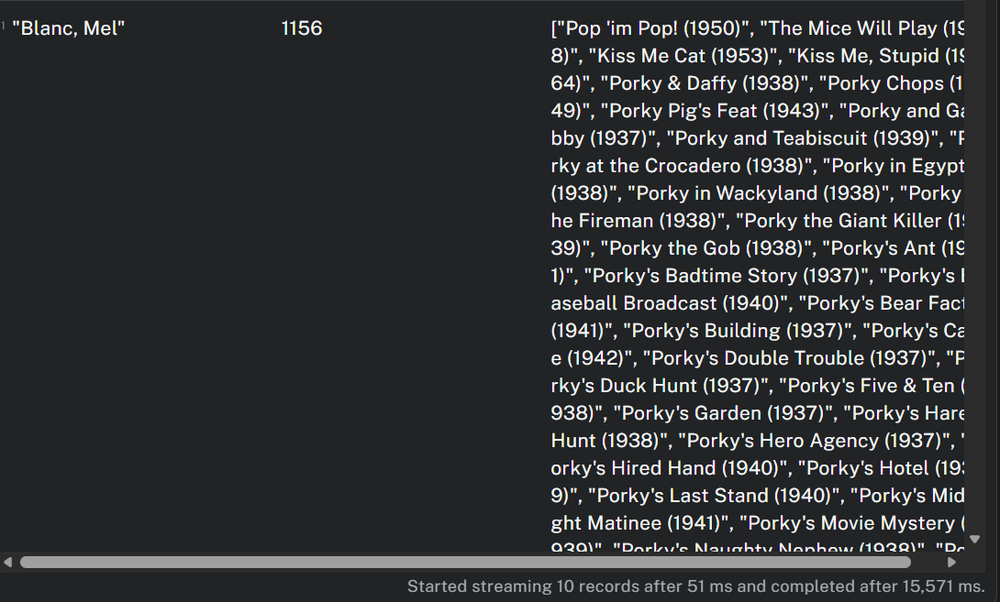 1 "Blanc, Mel" 1156 ["Pop 'im Pop! (1950)", "The Mice Will Play (19
8)", "Kiss Me Cat (1953)", "Kiss Me, Stupid (19
64)", "Porky & Daffy (1938)", "Porky Chops (1
49)", "Porky Pig's Feat (1943)", "Porky and Ga
bby (1937)", "Porky and Teabiscuit (1939)", "P
rky at the Crocadero (1938)", "Porky in Egypt
(1938)", "Porky in Wackyland (1938)", "Porky
he Fireman (1938)", "Porky the Giant Killer (19
39)", "Porky the Gob (1938)", "Porky's Ant (19
1)", "Porky's Badtime Story (1937)", "Porky's B
aseball Broadcast (1940)", "Porky's Bear Fact
(1941)", "Porky's Building (1937)", "Porky's Ca
e (1942)", "Porky's Double Trouble (1937)", "P
rky's Duck Hunt (1937)", "Porky's Five & Ten (
938)", "Porky's Garden (1937)", "Porky's Hare
Hunt (1938)", "Porky's Hero Agency (1937)", "
orky's Hired Hand (1940)", "Porky's Hotel (193
9)", "Porky's Last Stand (1940)", "Porky's Mid
ght Matinee (1941)", "Porky's Movie Mystery (
939)", "Porky's Naughty Nephew (1938)", "Po
Started streaming 10 records after 51 ms and completed after 15,571 ms.